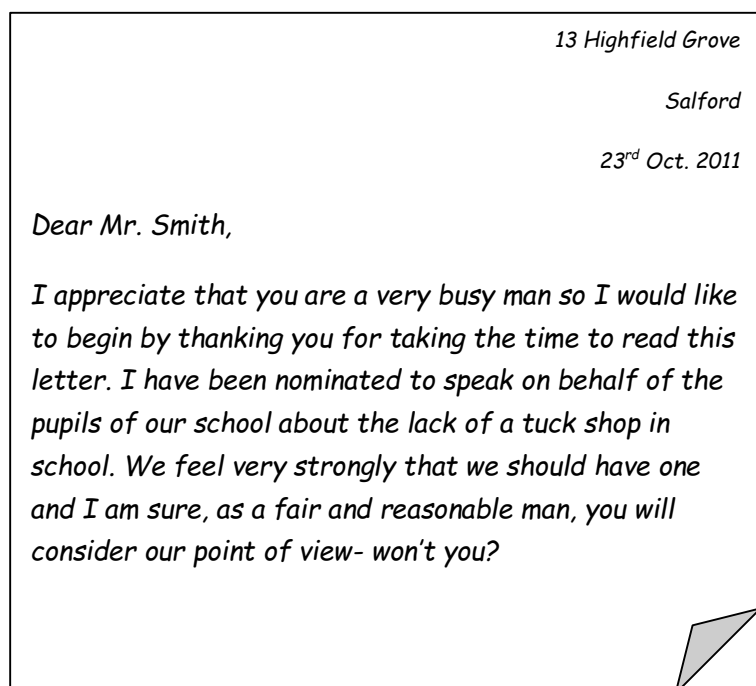 13 Highfield Grove
Salford
23rd Oct. 2011
Dear Mr. Smith,
I appreciate that you are a very busy man so I would like
to begin by thanking you for taking the time to read this
letter. I have been nominated to speak on behalf of the
pupils of our school about the lack of a tuck shop in
school. We feel very strongly that we should have one
and I am sure, as a fair and reasonable man, you will
consider our point of view- won't you?